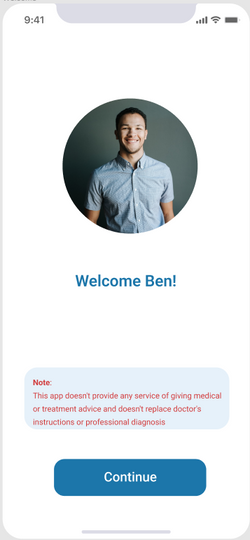 Welcome
9:41
Welcome Ben!
Note:
This app doesn't provide any service of giving medical
or treatment advice and doesn't replace doctor's
instructions or professional diagnosis
Continue